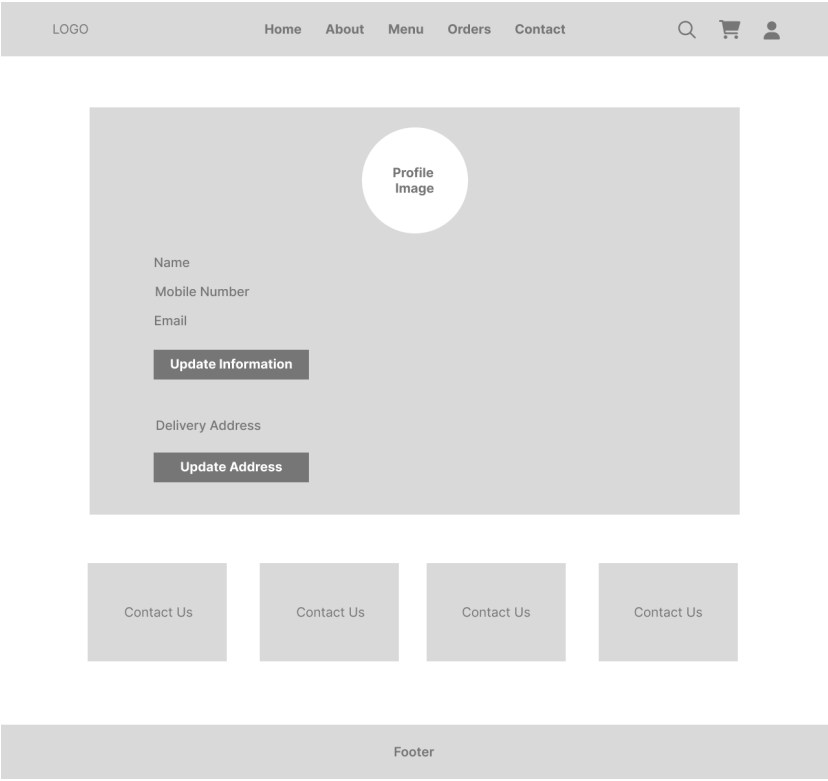 LOGO
Home About Menu Orders Contact
Profile
Image
Name
Mobile Number
Email
Update Information
Delivery Address
Update Address
Contact Us Contact Us Contact Us Contact Us
Footer